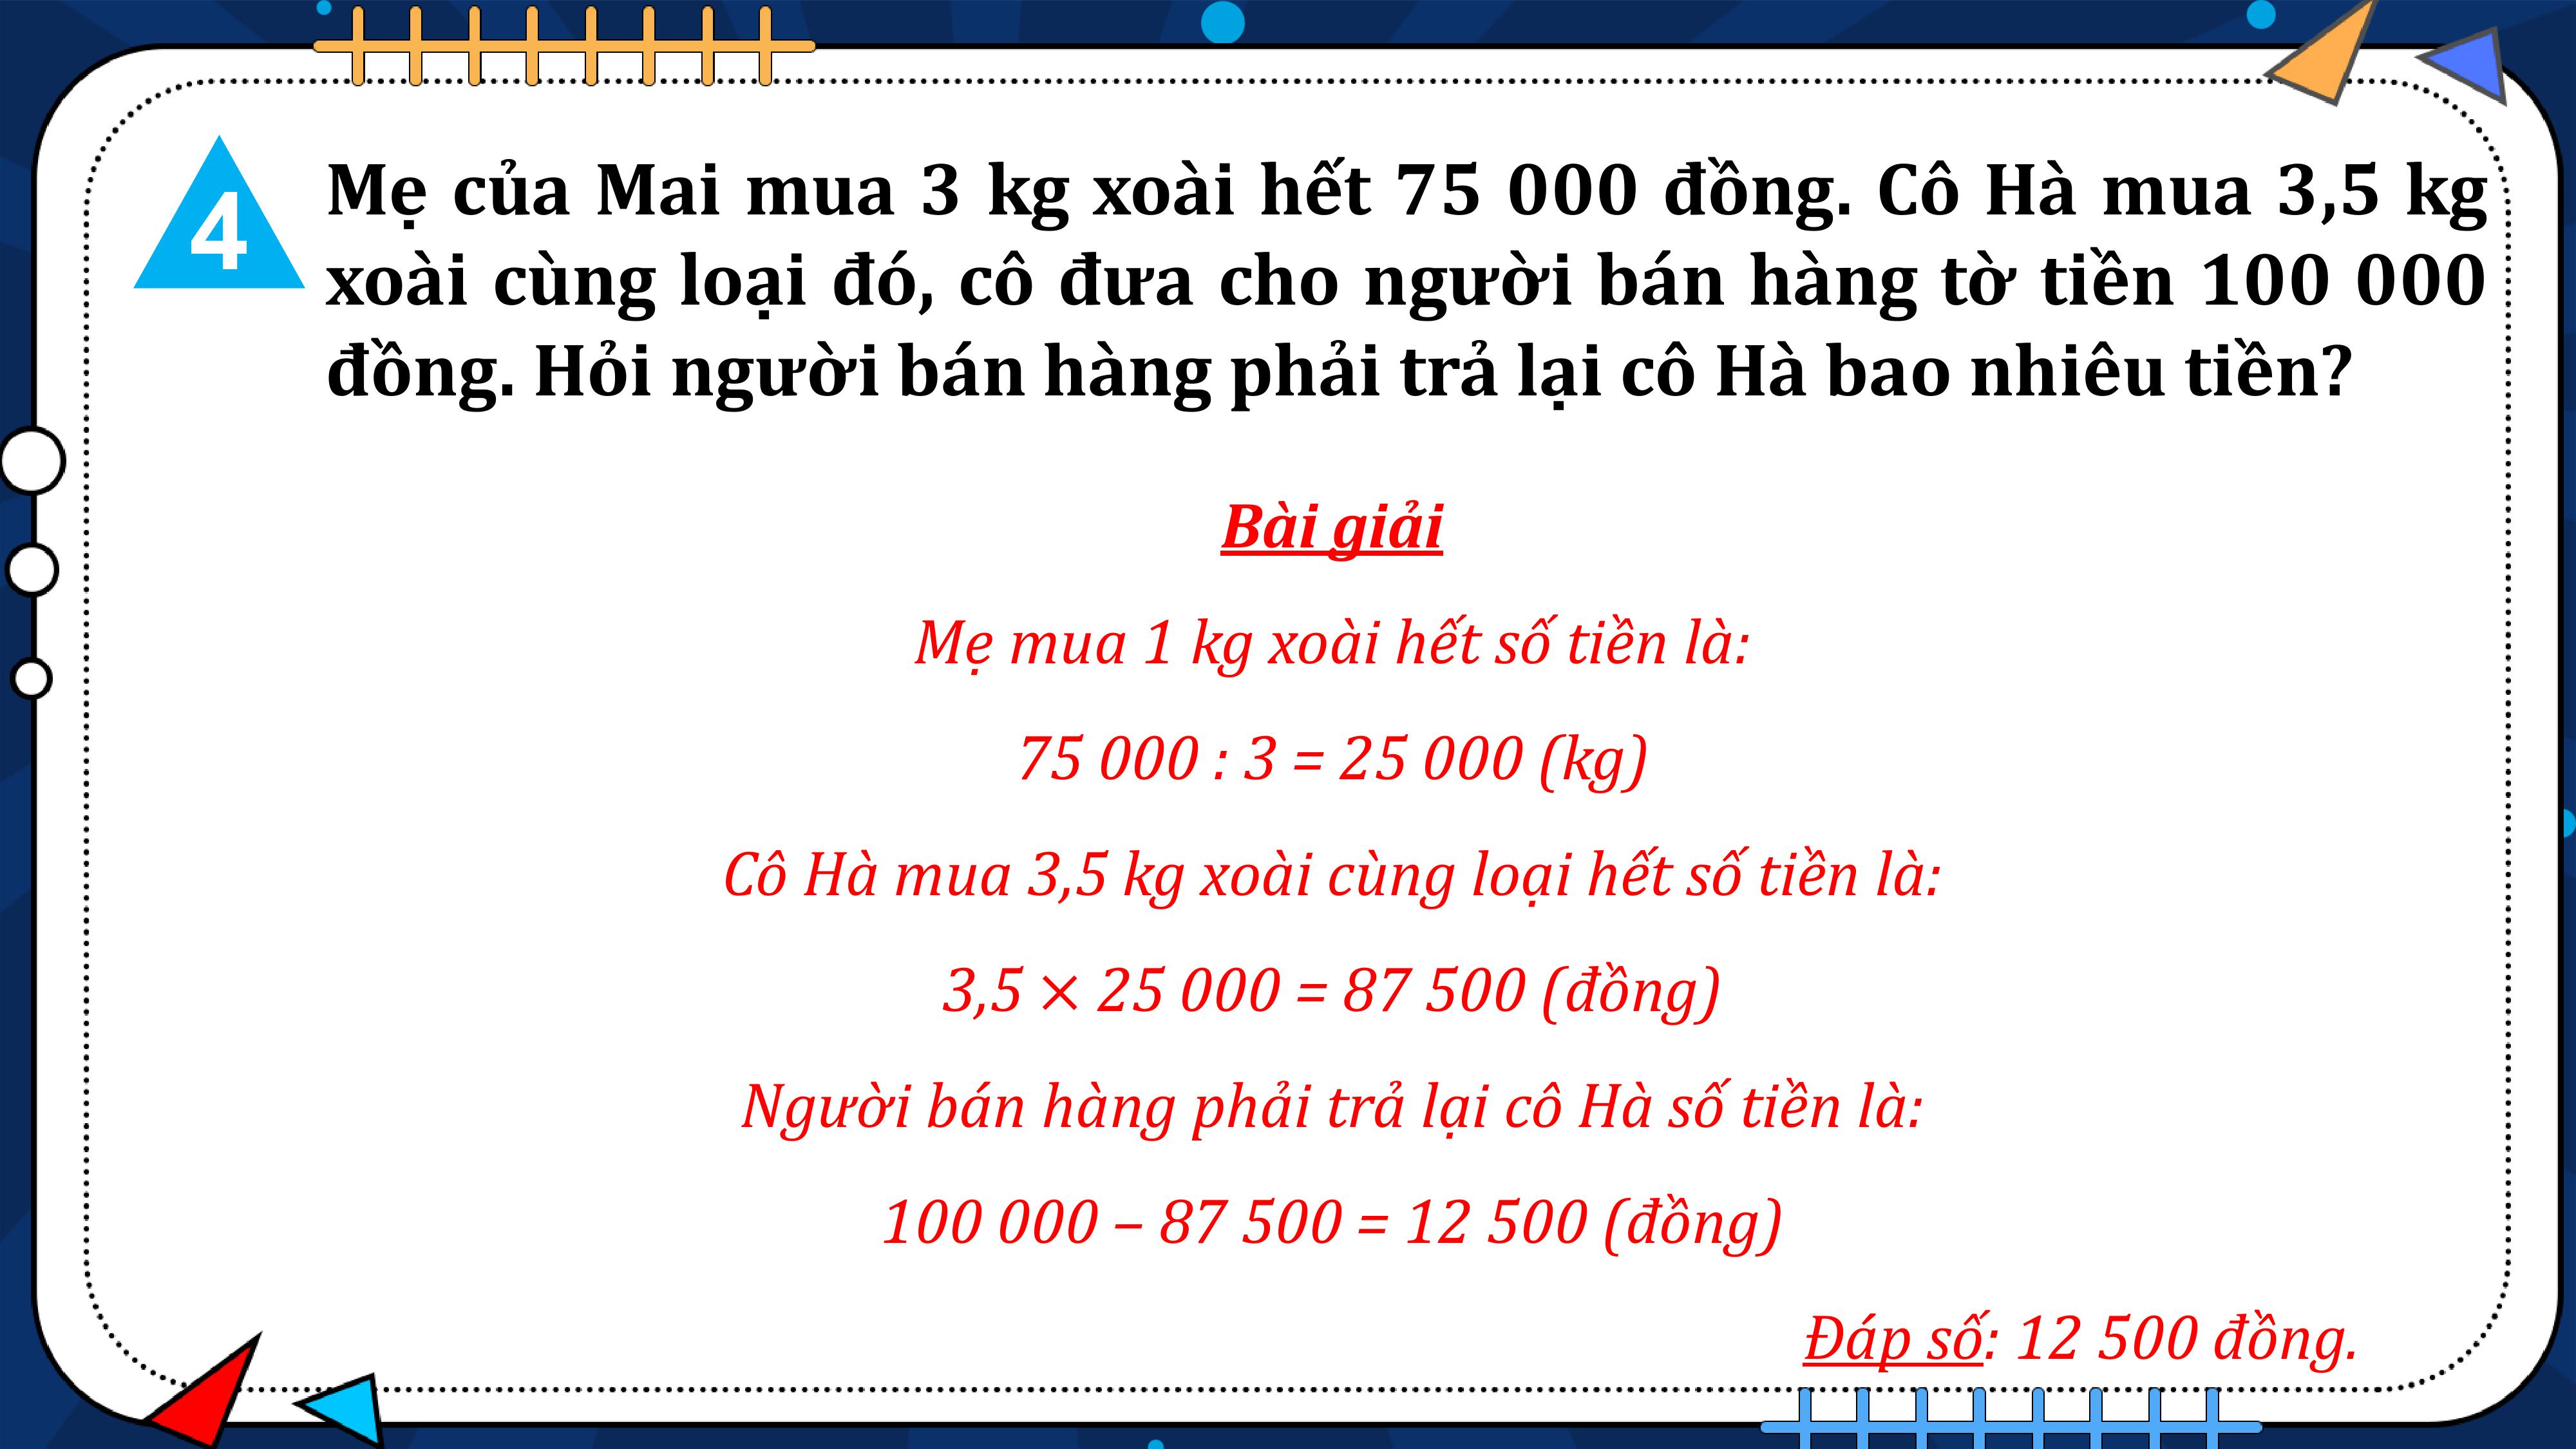 4
Mẹ của Mai mua 3 kg xoài hết 75 000 đồng. Cô Hà mua 3,5 kg
xoài cùng loại đó, cô đưa cho người bán hàng tờ tiền 100 000
đồng. Hỏi người bán hàng phải trả lại cô Hà bao nhiêu tiền?
Bài giải
Mẹ mua 1 kg xoài hết số tiền là:
75 000 : 3 = 25 000 (kg)
Cô Hà mua 3,5 kg xoài cùng loại hết số tiền là:
3,5 × 25 000 = 87 500 (đồng)
Người bán hàng phải trả lại cô Hà số tiền là:
100 000 – 87 500 = 12 500 (đồng)
Đáp số: 12 500 đồng.